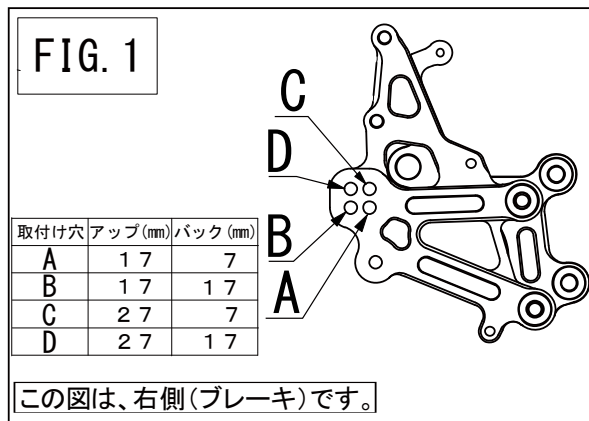 FIG. 1
C
D
B
A
取付け穴 アップ(mm) バック(mm)
A 17 7
B 17 17
C 27 7
D 27 17
この図は、右側(ブレーキ)です。